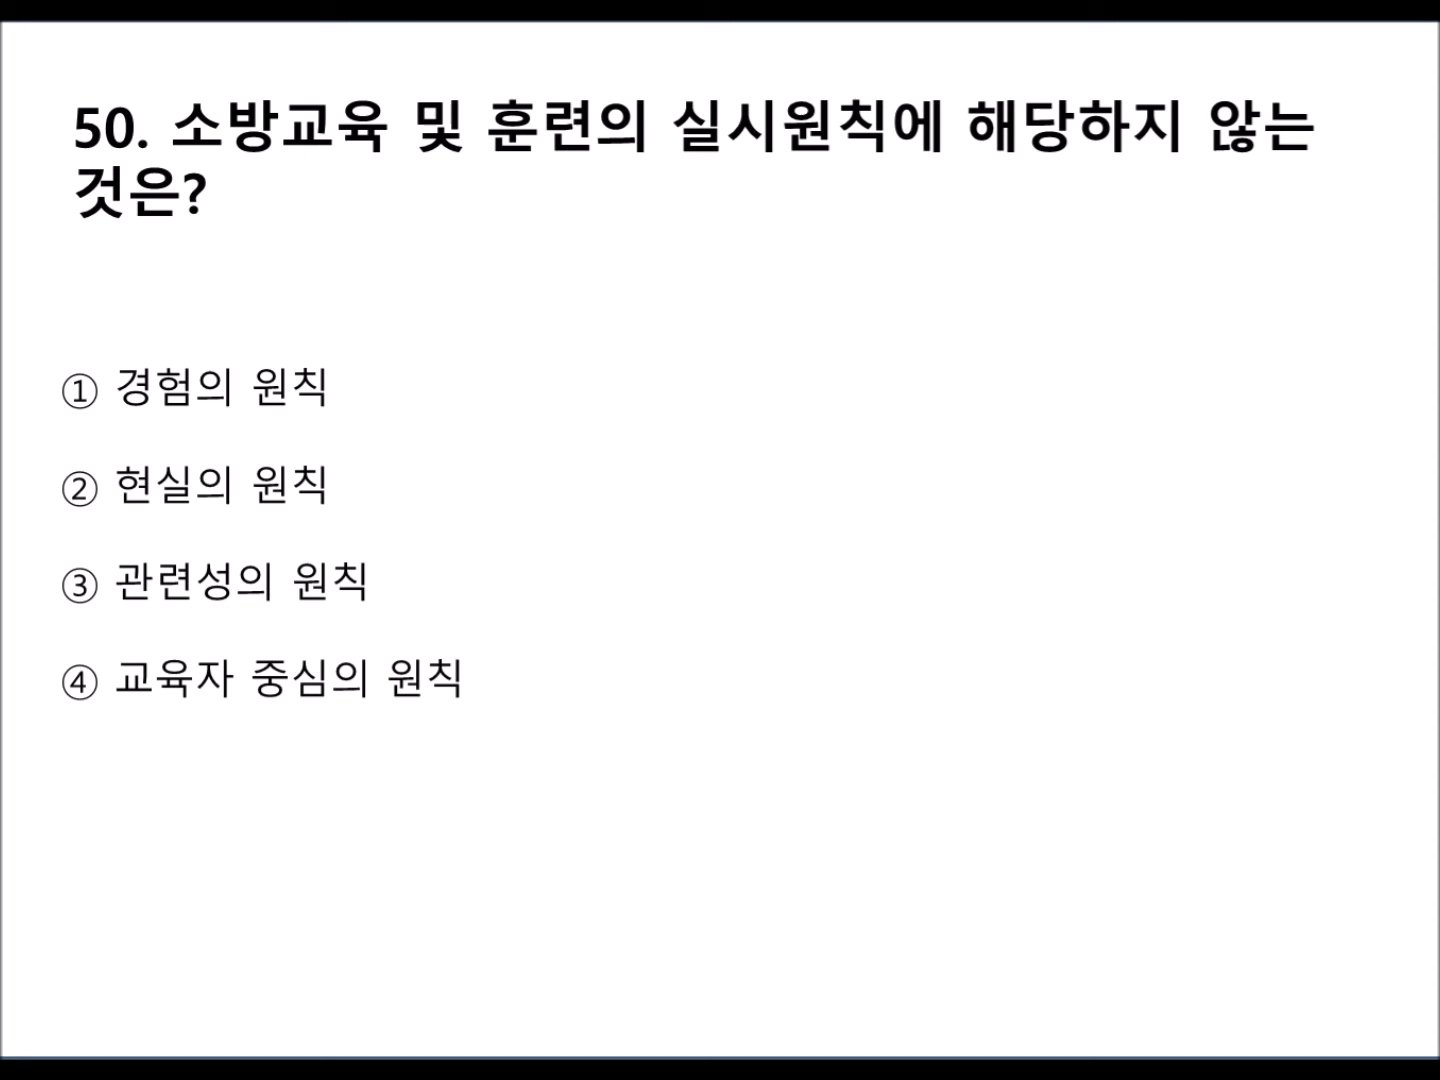 50. 소방교육 및 훈련의 실시원칙에 해당하지 않는
것은?
① 경험의 원칙
② 현실의 원칙
③ 관련성의 원칙
④ 교육자 중심의 원칙